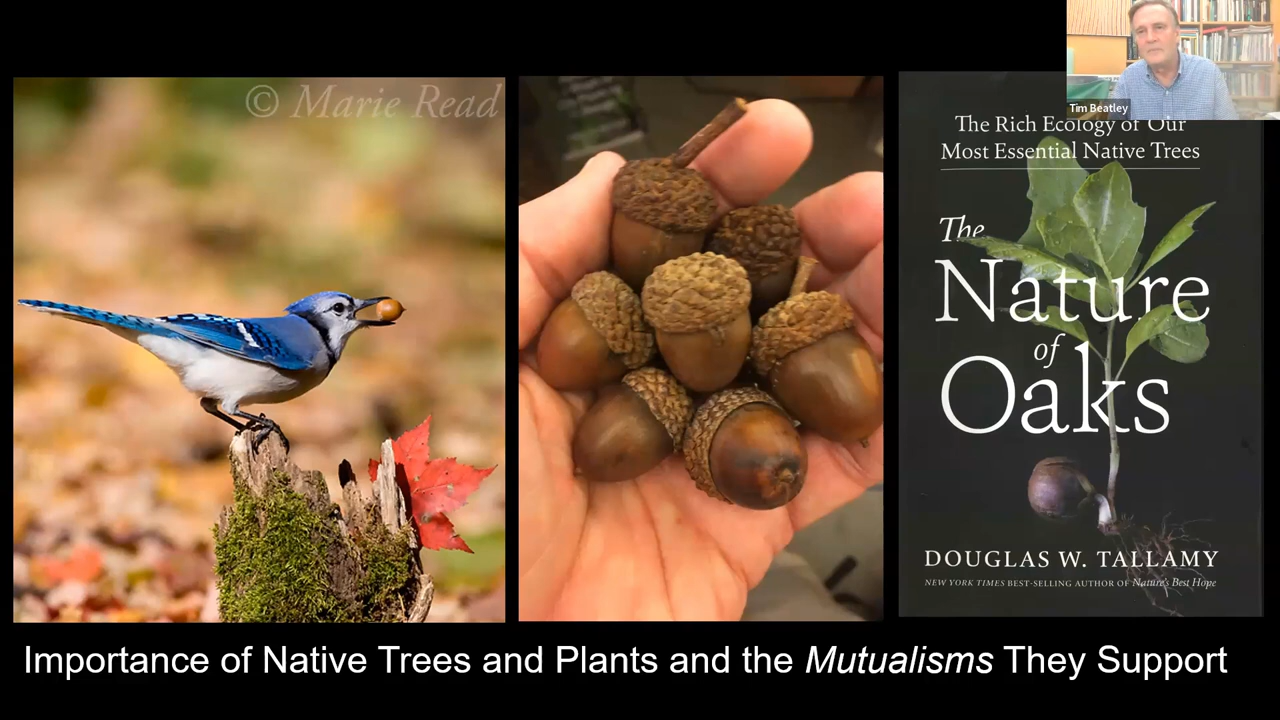 © Marie Read
Tim Beatley
The Rich Ecology of Our
Most Essential Native Trees
The
Nature
of
Oaks
DOUGLAS W. TALLAMY
NEW YORK TIMES BEST-SELLING AUTHOR OF Nature's Best Hope
Importance of Native Trees and Plants and the Mutualisms They Support